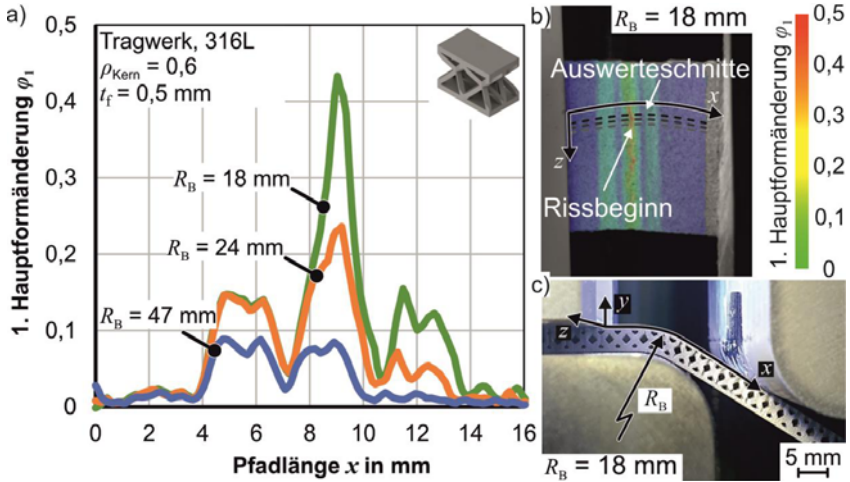 a)
0,5
0,4
0,3
0,2
0,1
0
1. Hauptformänderung φ₁
Tragwerk, 316L
ρKern = 0,6
tf = 0,5 mm
RB = 18 mm
RB = 24 mm
RB = 47 mm
0 2 4 6 8 10 12 14 16
Pfadlänge x in mm
b)
RB = 18 mm
Auswerteschnitte
x
z
Rissbeginn
0,5
0,4
0,3
0,2
0,1
0
1. Hauptformänderung φ₁
c)
y
z
x
RB
RB = 18 mm
5 mm